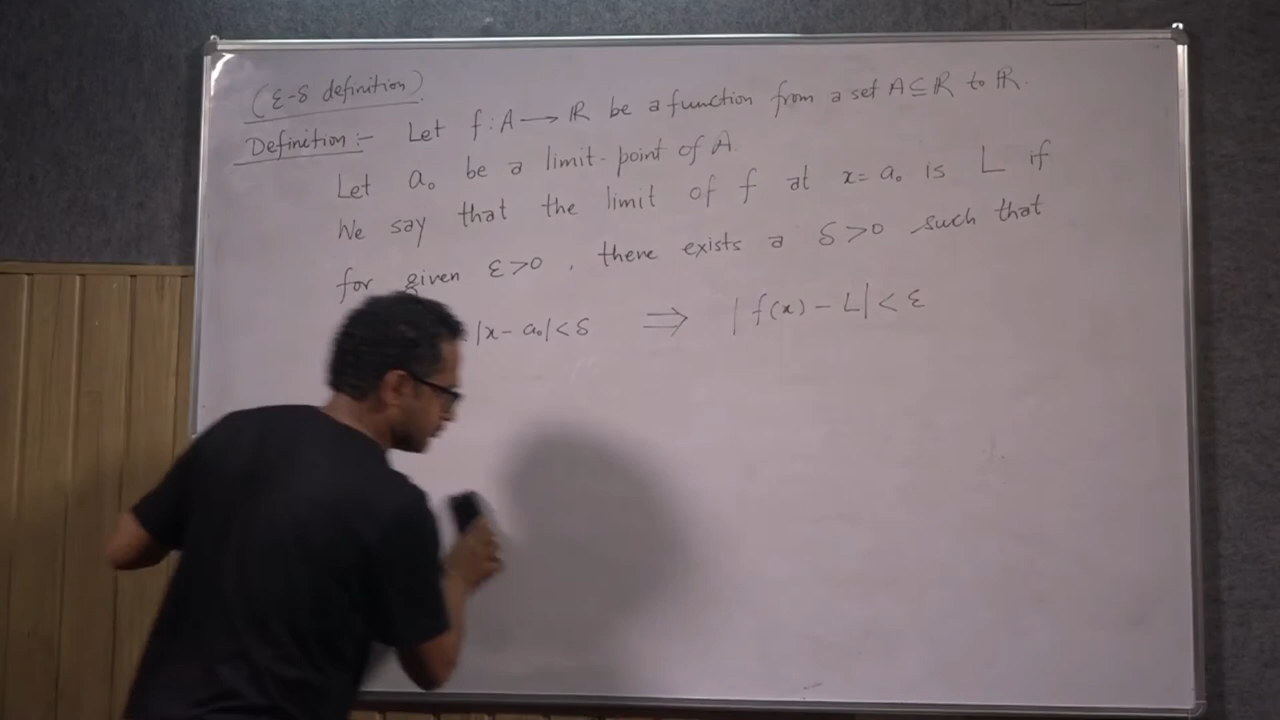 (ε-δ definition)
Definition:- Let f:A⟶ℝ be a function from a set A⊆ℝ to ℝ.
Let a₀ be a limit-point of A.
We say that the limit of f at x=a₀ is L if
for given ε>0, there exists a δ>0 such that
|x-a₀|<δ ⟹ |f(x)-L|<ε